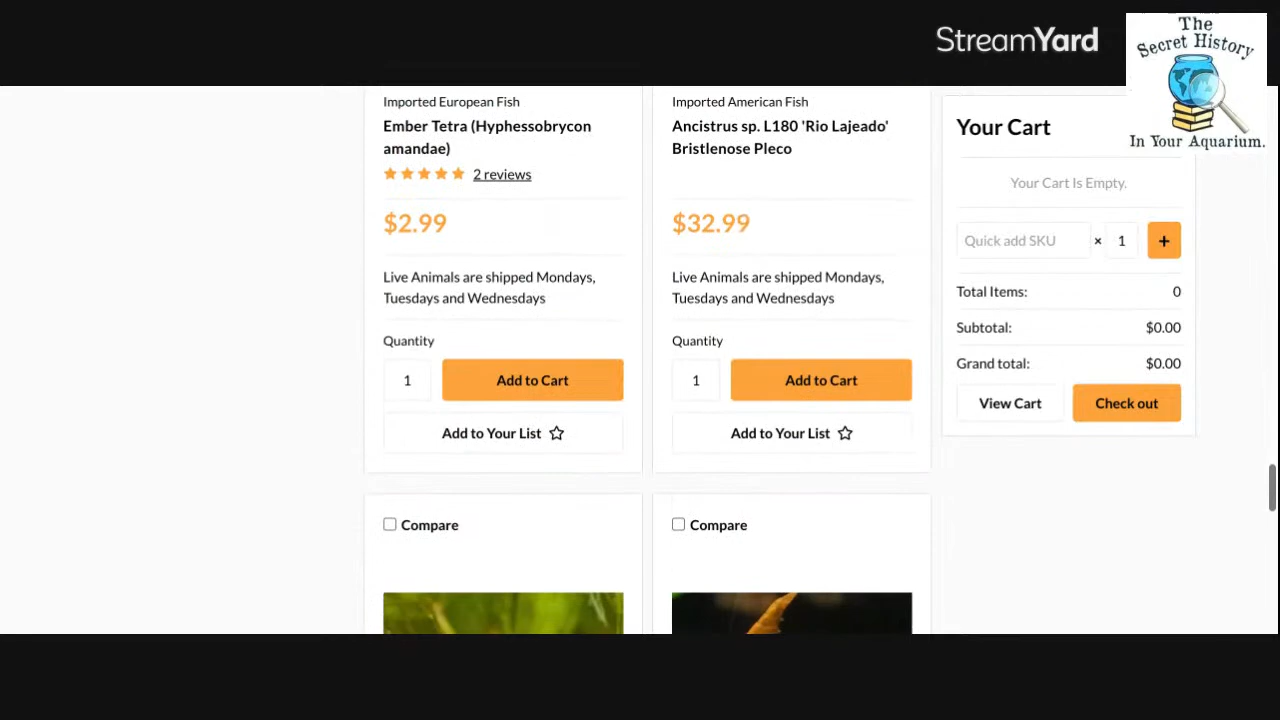 StreamYard
The
Secret History
In Your Aquarium.
Imported European Fish
Ember Tetra (Hyphessobrycon
amandae)
2 reviews
$2.99
Live Animals are shipped Mondays,
Tuesdays and Wednesdays
Quantity
1
Add to Cart
Add to Your List
Imported American Fish
Ancistrus sp. L180 'Rio Lajeado'
Bristlenose Pleco
$32.99
Live Animals are shipped Mondays,
Tuesdays and Wednesdays
Quantity
1
Add to Cart
Add to Your List
Your Cart
Your Cart Is Empty.
Quick add SKU × 1 +
Total Items: 0
Subtotal: $0.00
Grand total: $0.00
View Cart Check out
Compare
Compare